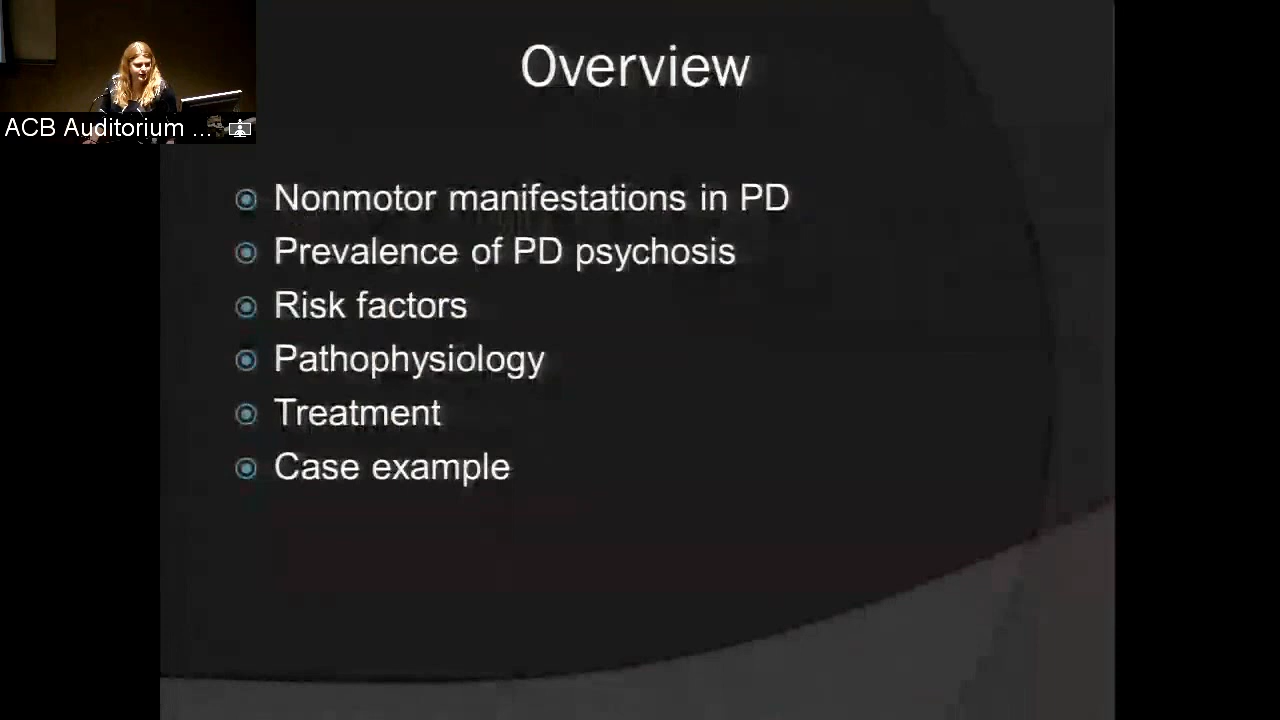 Overview
ACB Auditorium ...
Nonmotor manifestations in PD
Prevalence of PD psychosis
Risk factors
Pathophysiology
Treatment
Case example